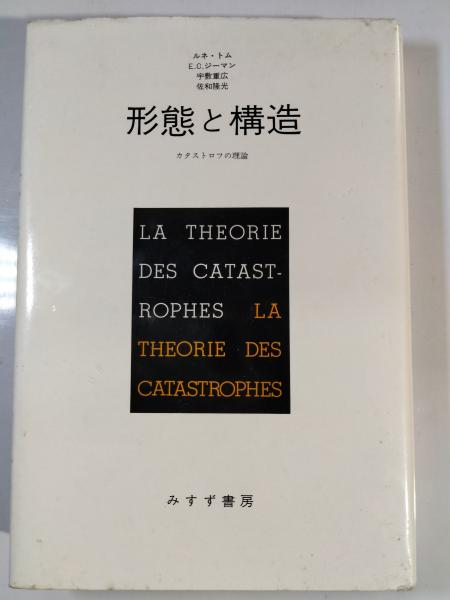 ルネ・トム
E.C.ジーマン
宇敷重広
佐和隆光
形態と構造
カタストロフの理論
LA THEORIE
DES CATAST-
ROPHES LA
THEORIE DES
CATASTROPHES
みすず書房